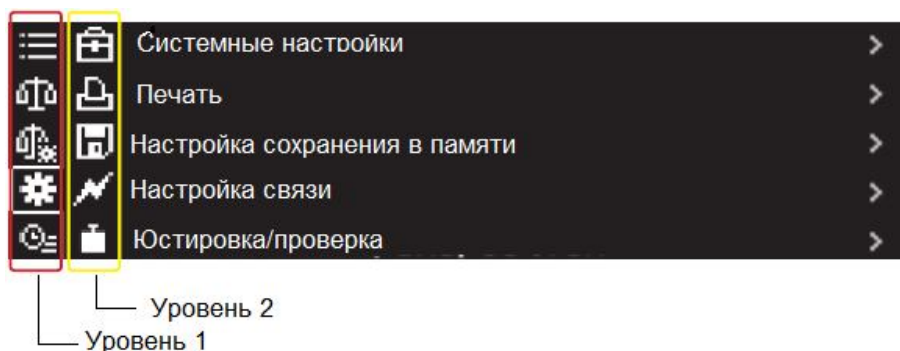 Системные настройки
Печать
Настройка сохранения в памяти
Настройка связи
Юстировка/проверка
Уровень 2
Уровень 1